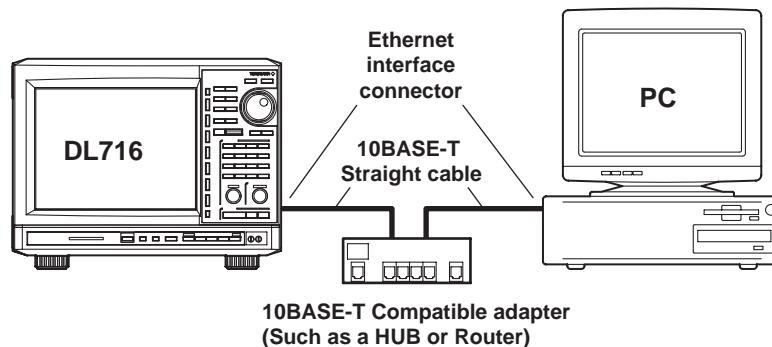 Ethernet
interface
connector
PC
DL716
10BASE-T
Straight cable
10BASE-T Compatible adapter
(Such as a HUB or Router)